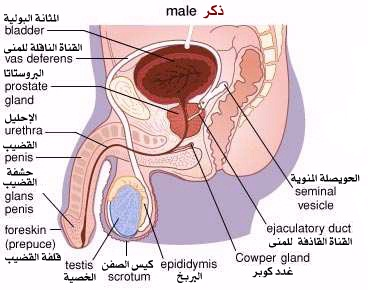 male ذكر
المثانة البولية
bladder
القناة الناقلة للمنى
vas deferens
البروستاتا
prostate
gland
الإحليل
urethra
القضيب
penis
حشفة
القضيب
glans
penis
foreskin
(prepuce)
قلفة القضيب
testis
الخصية
كيس الصفن
scrotum
epididymis
البربخ
الحويصلة المنوية
seminal
vesicle
ejaculatory duct
القناة القاذفة للمنى
Cowper gland
غدد كوبر